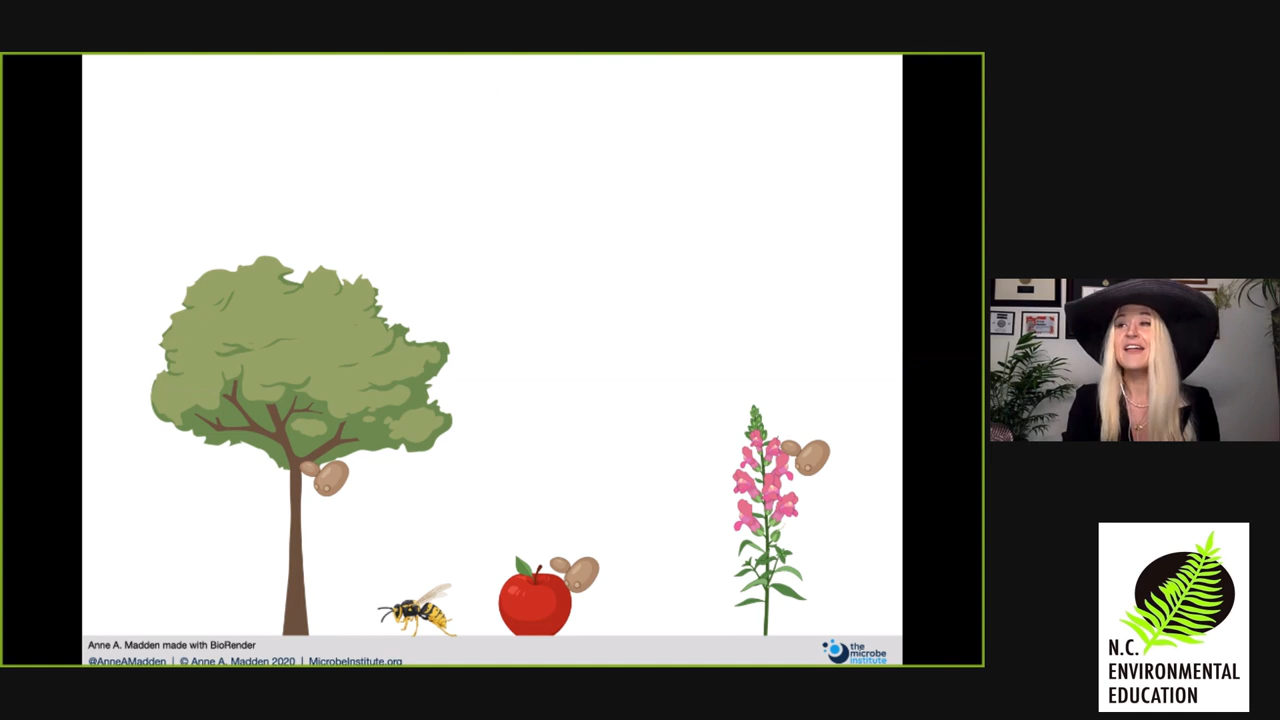 Anne A. Madden made with BioRender
@AnneAMadden | © Anne A. Madden 2020 | MicrobeInstitute.org
the
microbe
institute
N.C.
ENVIRONMENTAL
EDUCATION